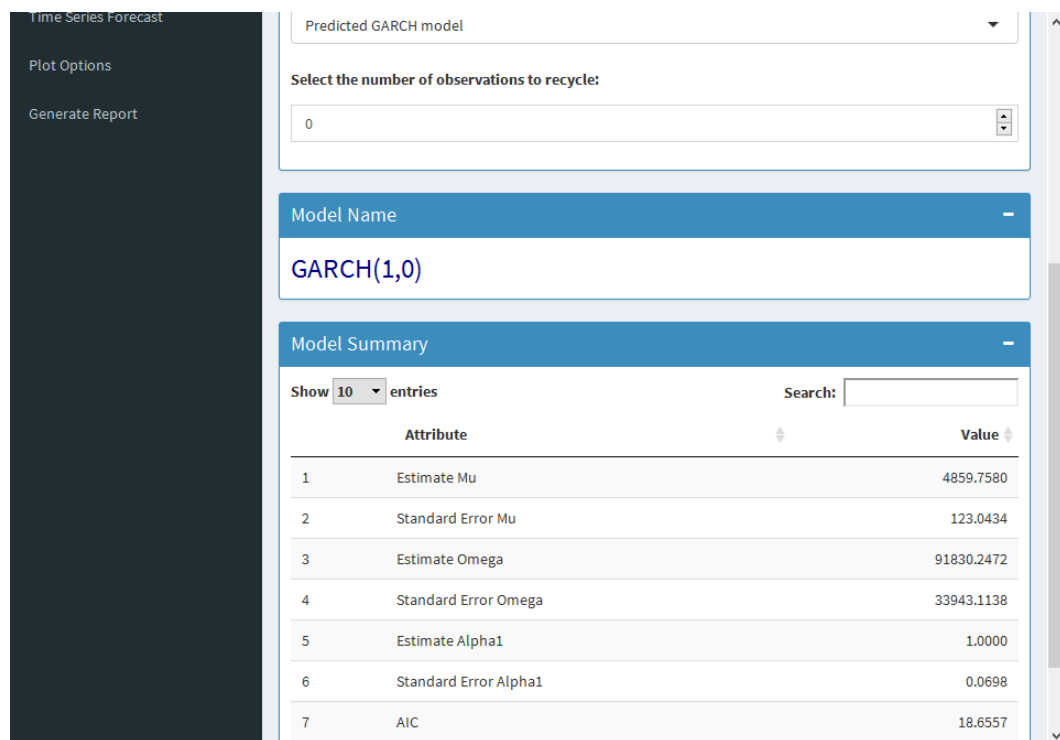 Time Series Forecast
Plot Options
Generate Report
Predicted GARCH model
Select the number of observations to recycle:
0
Model Name
GARCH(1,0)
Model Summary
Show 10 entries Search:
Attribute Value
1 Estimate Mu 4859.7580
2 Standard Error Mu 123.0434
3 Estimate Omega 91830.2472
4 Standard Error Omega 33943.1138
5 Estimate Alpha1 1.0000
6 Standard Error Alpha1 0.0698
7 AIC 18.6557